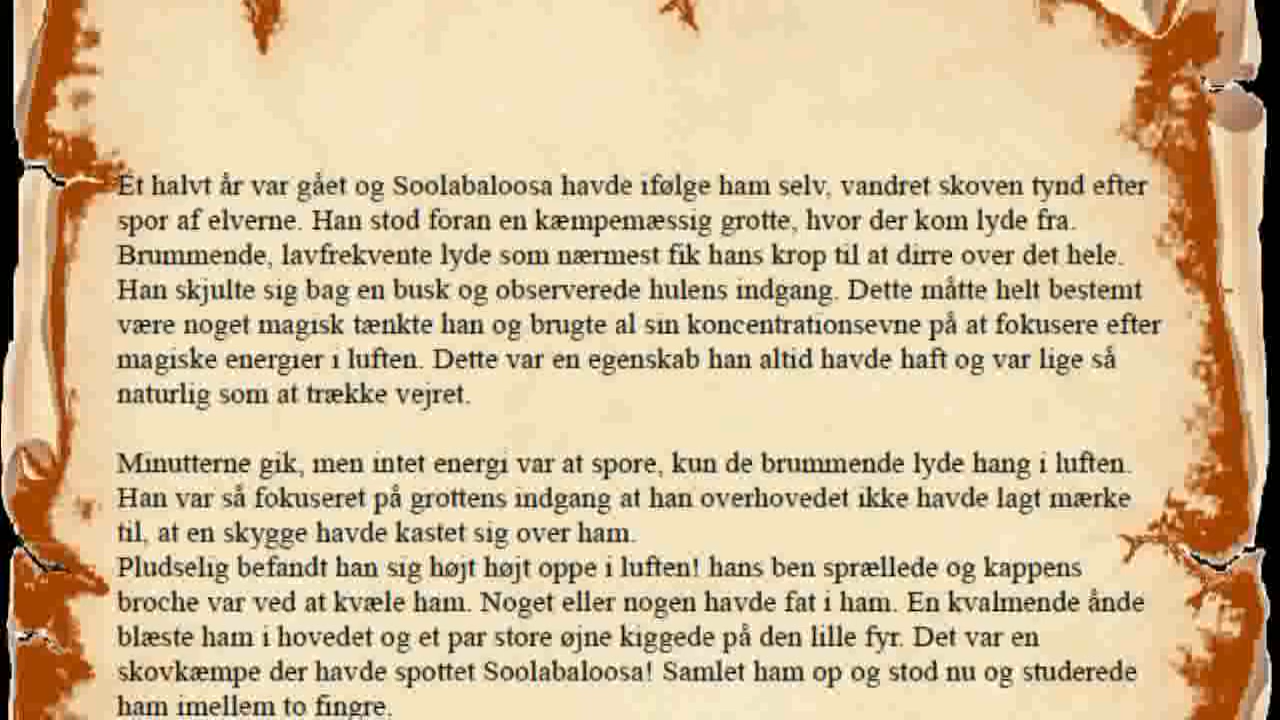 Et halvt år var gået og Soolabaloosa havde ifølge ham selv, vandret skoven tynd efter
spor af elverne. Han stod foran en kæmpemæssig grotte, hvor der kom lyde fra.
Brummende, lavfrekvente lyde som nærmest fik hans krop til at dirre over det hele.
Han skjulte sig bag en busk og observerede hulens indgang. Dette måtte helt bestemt
være noget magisk tænkte han og brugte al sin koncentrationsevne på at fokusere efter
magiske energier i luften. Dette var en egenskab han altid havde haft og var lige så
naturlig som at trække vejret.
Minutterne gik, men intet energi var at spore, kun de brummende lyde hang i luften.
Han var så fokuseret på grottens indgang at han overhovedet ikke havde lagt mærke
til, at en skygge havde kastet sig over ham.
Pludselig befandt han sig højt højt oppe i luften! hans ben sprællede og kappens
broche var ved at kvæle ham. Noget eller nogen havde fat i ham. En kvalmende ånde
blæste ham i hovedet og et par store øjne kiggede på den lille fyr. Det var en
skovkæmpe der havde spottet Soolabaloosa! Samlet ham op og stod nu og studerede
ham imellem to fingre.